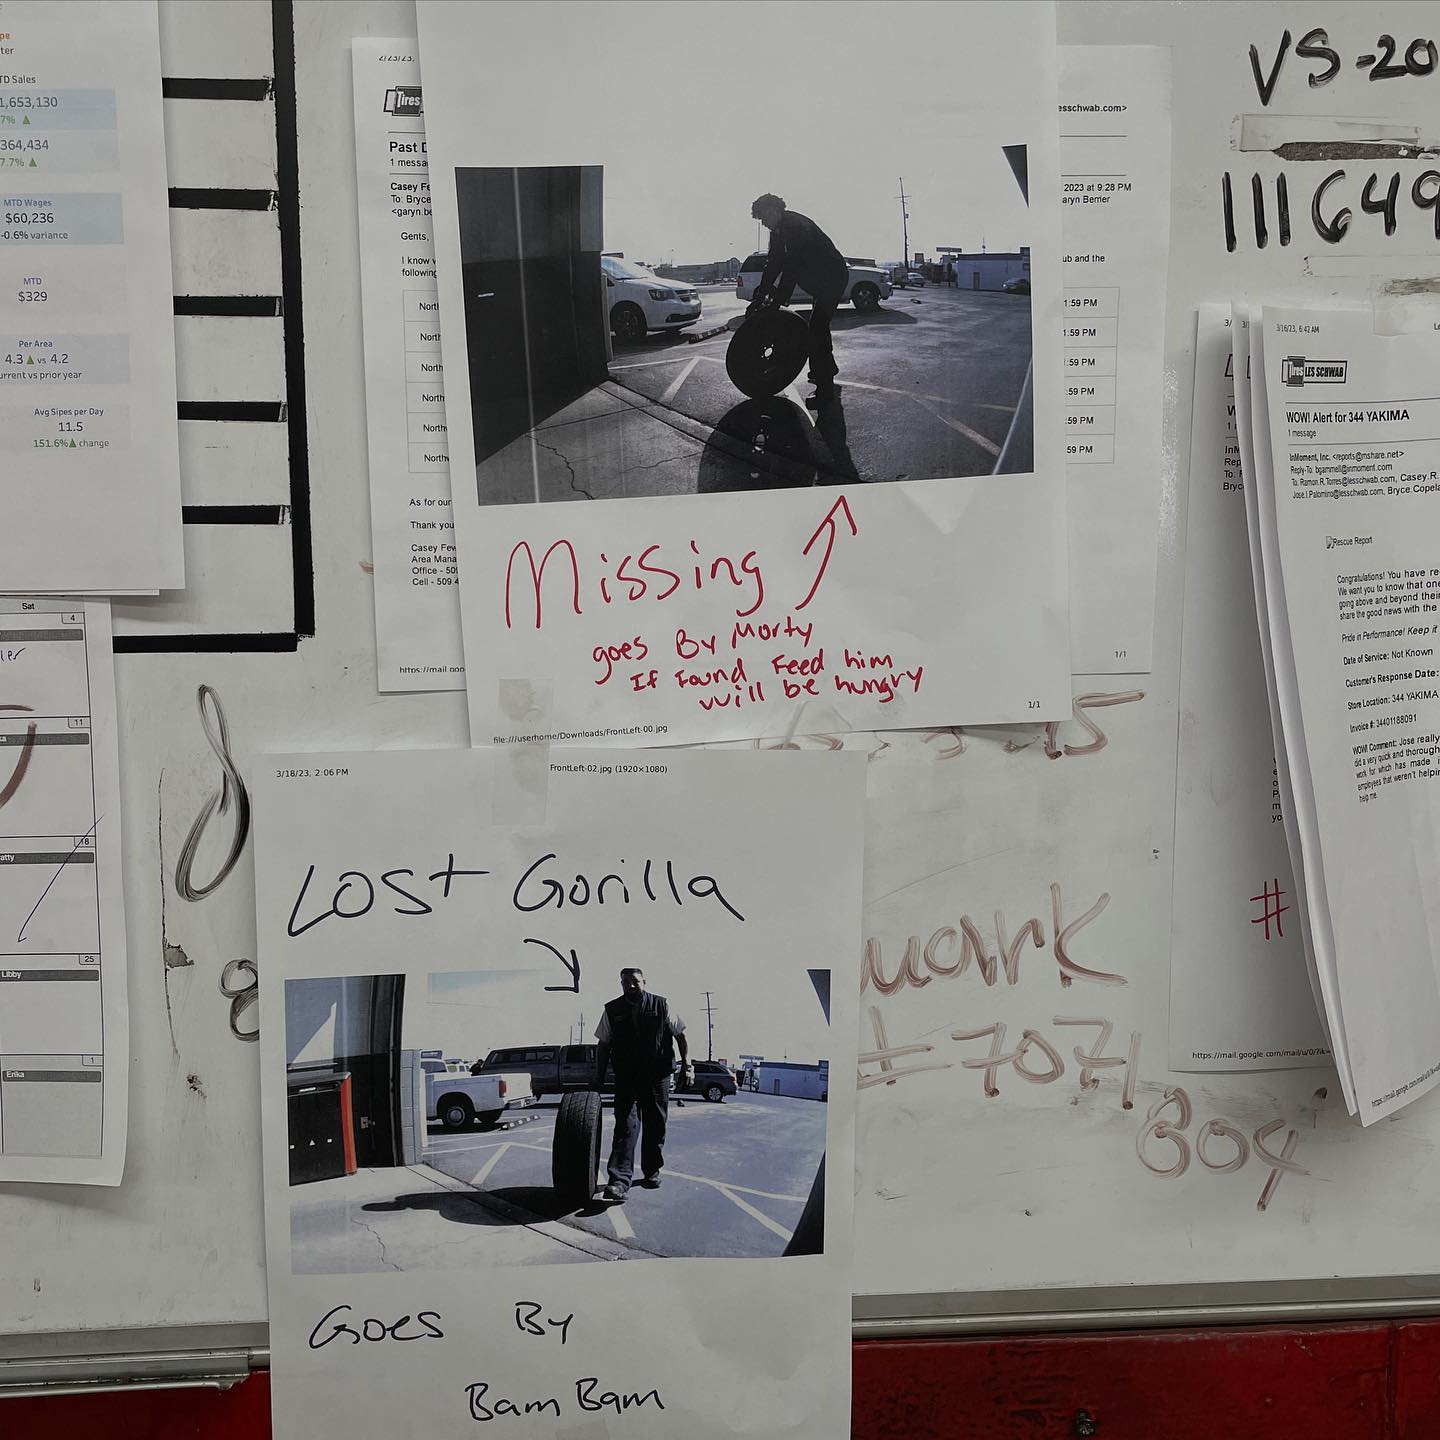 ter
TD Sales
1,653,130
7% ▲
364,434
7.7% ▲
MTD Wages
$60,236
-0.6% variance
MTD
$329
Per Area
4.3 ▲ vs 4.2
urrent vs prior year
Avg Sipes per Day
11.5
151.6% ▲ change
Sat
4
11
18
atty
25
Libby
1
Erika
2/23/23,
Tires
Past D
1 messa
Casey Fe
To: Bryce
<garyn.be
Gents,
I know
following
North
North
North
North
North
North
As for our
Thank you
Casey Few
Area Mana
Office - 50
Cell - 509.4
https://mail.goo
esschwab.com>
2023 at 9:28 PM
aryn Berrier
ub and the
1:59 PM
1:59 PM
:59 PM
:59 PM
:59 PM
:59 PM
1/1
Missing
goes By Morty
If Found Feed him
will be hungry
file:///userhome/Downloads/FrontLeft-00.jpg
1/1
3/18/23, 2:06 PM
FrontLeft-02.jpg (1920×1080)
Lost Gorilla
Goes By
Bam Bam
VS-20
111649
uark
707
804
8
15
#
https://mail.google.com/mail/u/0/?ik=
3/16/23, 6:42 AM
Tires LES SCHWAB
WOW! Alert for 344 YAKIMA
1 message
InMoment, Inc. <reports@mshare.net>
Reply-To: bgammell@inmoment.com
To: Ramon.R.Torres@lesschwab.com, Casey.R.
Jose.I.Palomino@lesschwab.com, Bryce.Copela
Rescue Report
Congratulations! You have re
We want you to know that one
going above and beyond their
share the good news with the
Pride in Performance! Keep it
Date of Service: Not Known
Customer's Response Date:
Store Location: 344 YAKIMA
Invoice #: 34401188091
WOW! Comment: Jose really
did a very quick and thorough
work for which has made
employees that weren't helpin
help me.